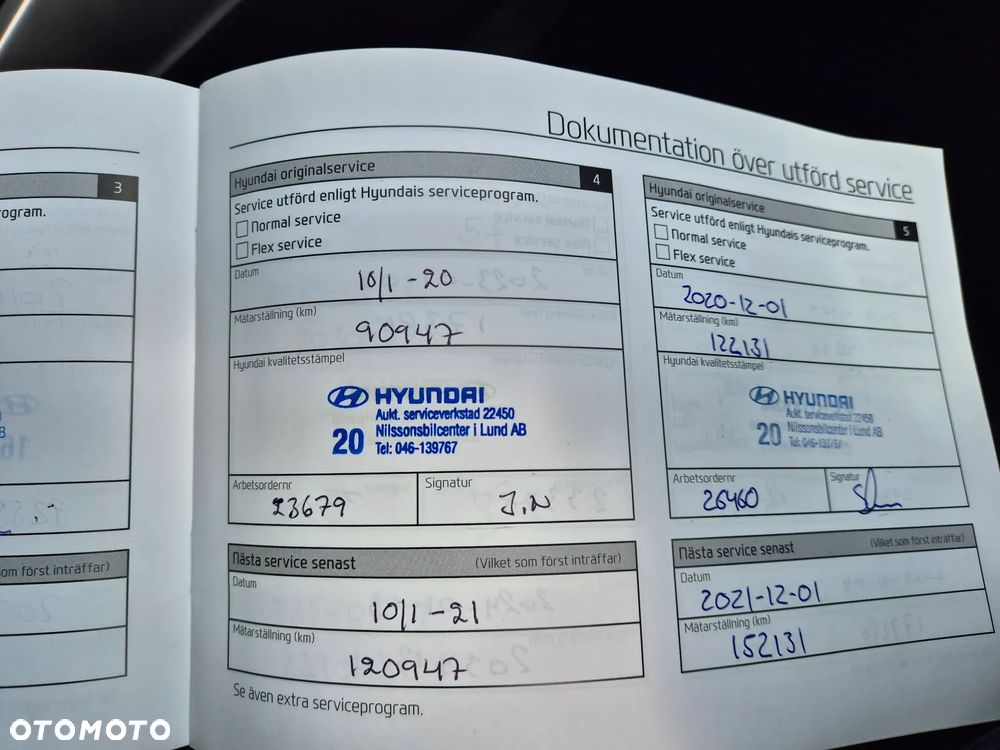 Dokumentation över utförd service
3
rogram.
om först inträffar)
Hyundai originalservice
4
Service utförd enligt Hyundais serviceprogram.
Normal service
Flex service
Datum
10/1 -20
Mätarställning (km)
90947
Hyundai kvalitetsstämpel
HYUNDAI
Aukt. serviceverkstad 22450
20 Nilssonsbilcenter i Lund AB
Tel: 046-139767
Arbetsordernr
23679
Signatur
J.N
Nästa service senast
(Vilket som först inträffar)
Datum
10/1 -21
Mätarställning (km)
120947
Se även extra serviceprogram.
Hyundai originalservice
5
Service utförd enligt Hyundais serviceprogram.
Normal service
Flex service
Datum
2020-12-01
Mätarställning (km)
122131
Hyundai kvalitetsstämpel
HYUNDAI
Aukt. serviceverkstad 22450
20 Nilssonsbilcenter i Lund AB
Tel: 046-139767
Arbetsordernr
26460
Signatur
Nästa service senast
(Vilket som först inträffar)
Datum
2021-12-01
Mätarställning (km)
152131
OTOMOTO